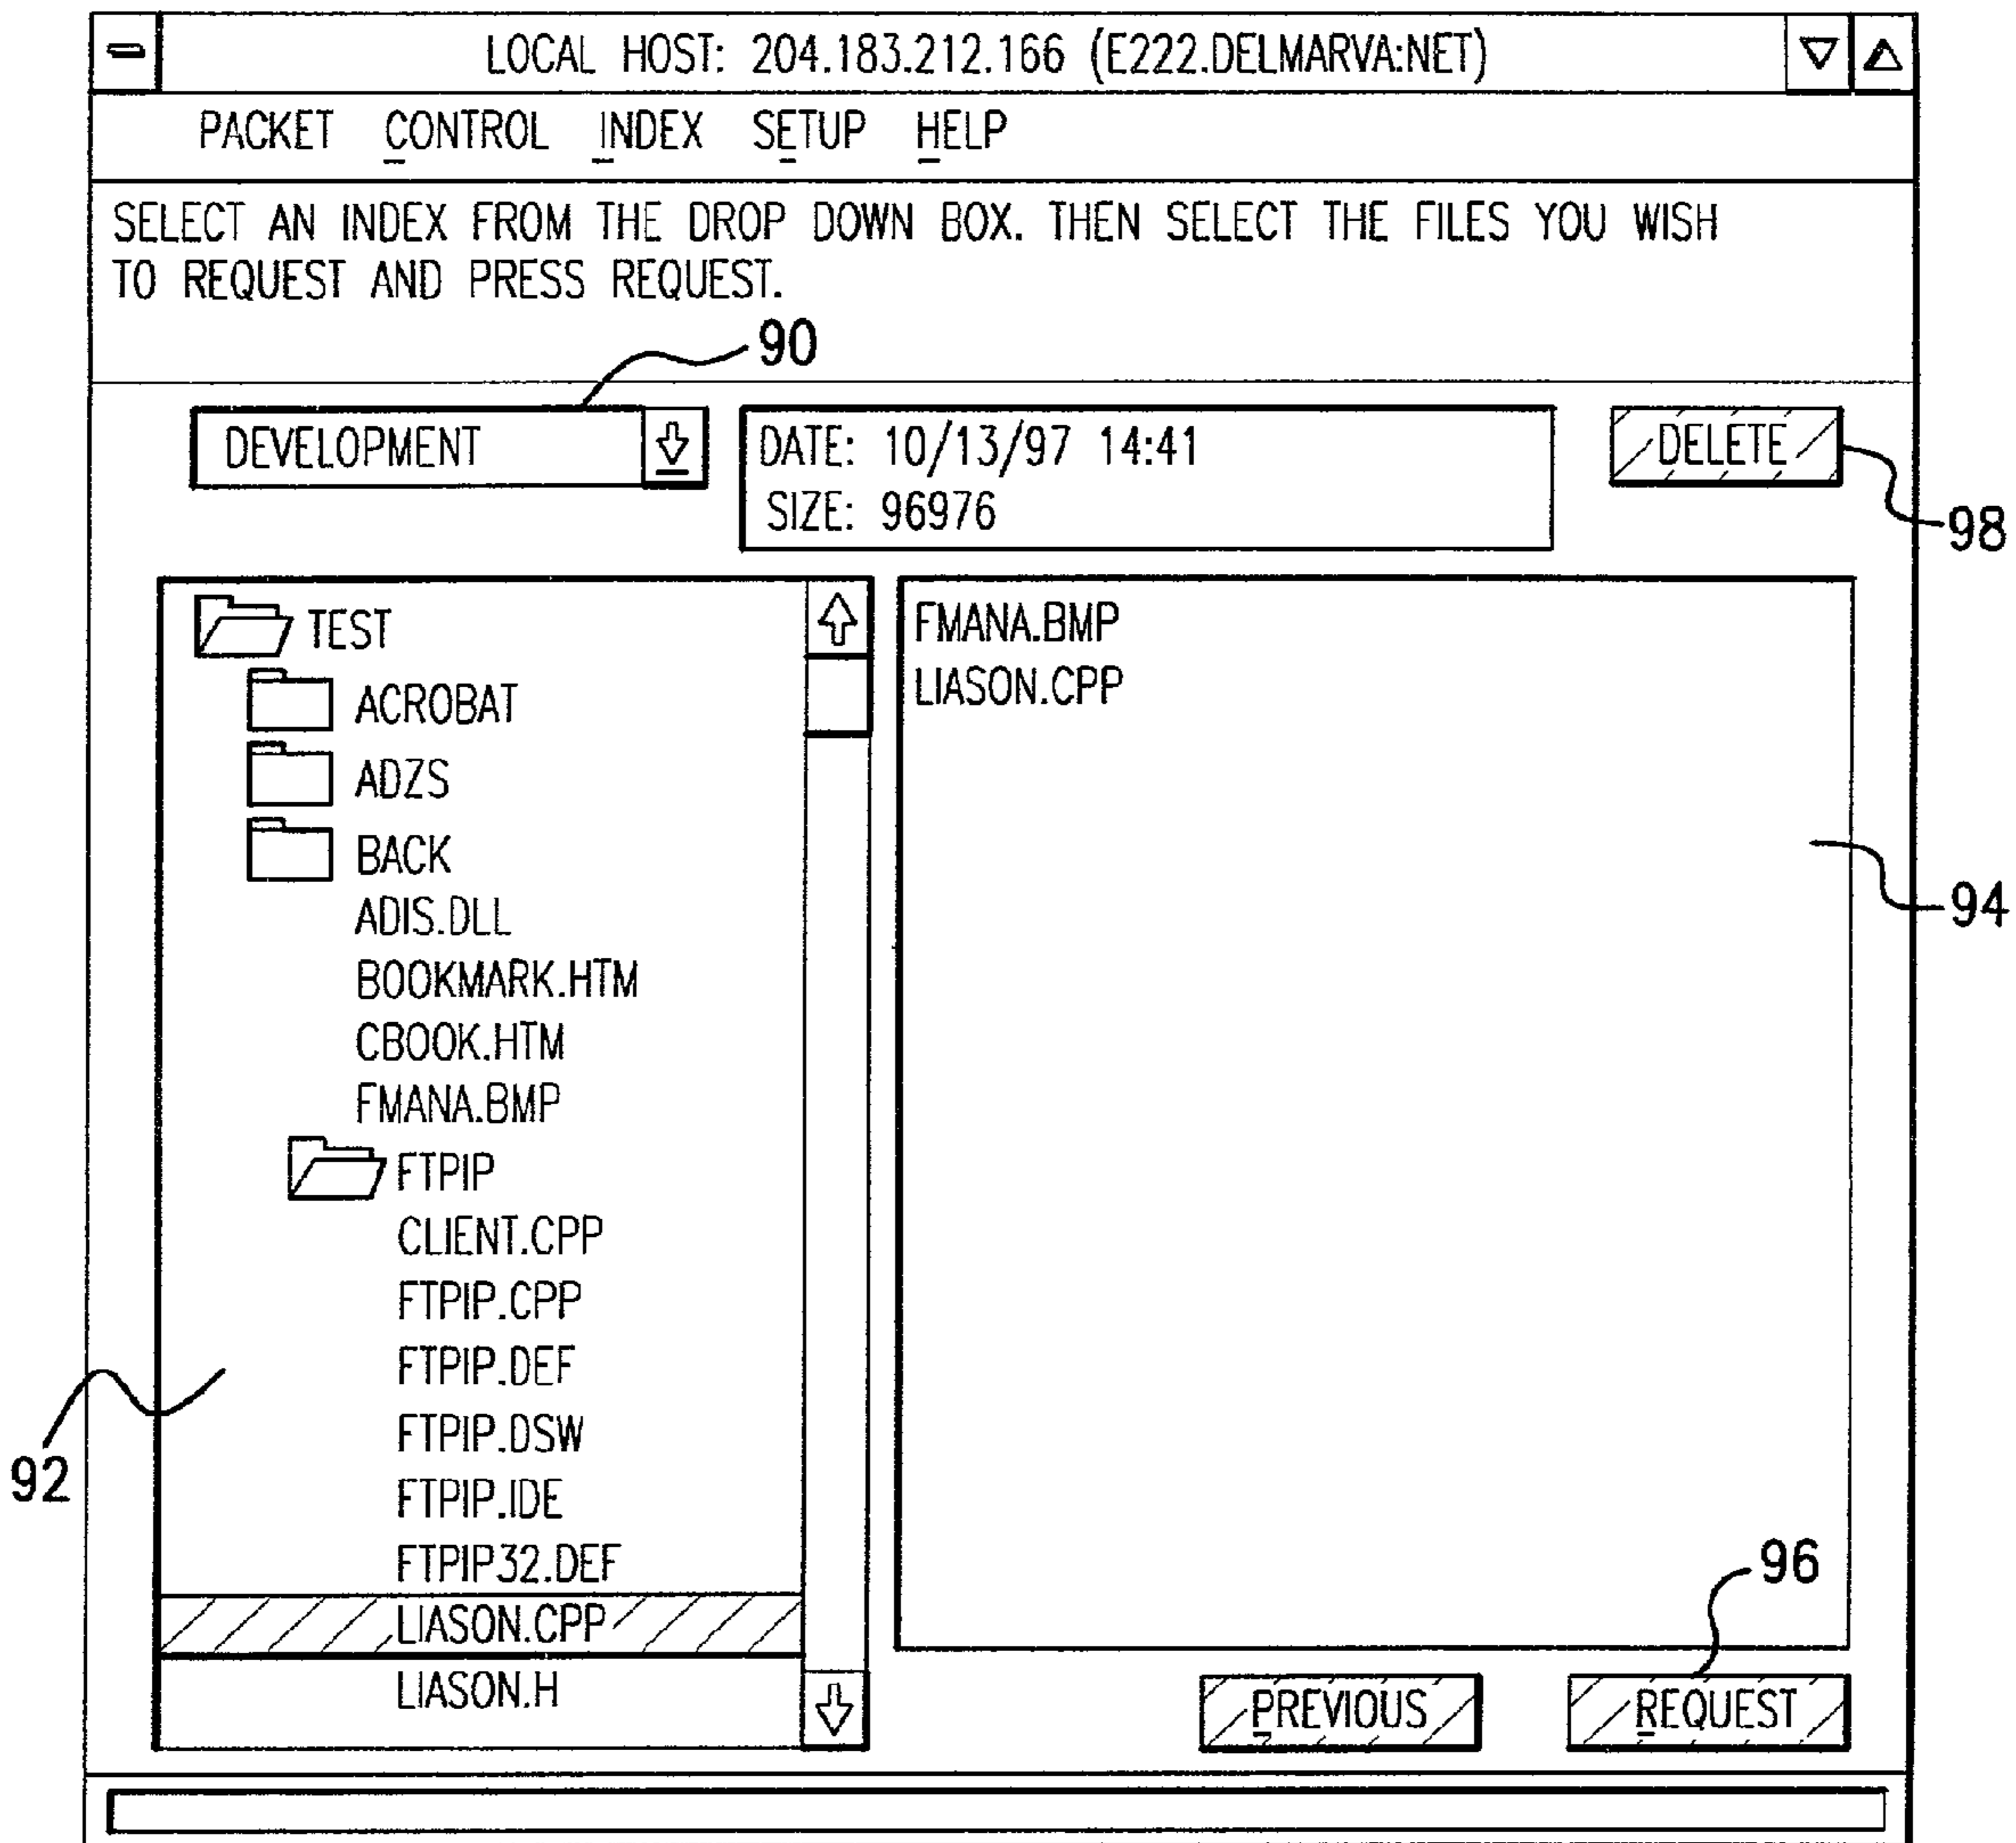 LOCAL HOST: 204.183.212.166 (E222.DELMARVA:NET)
PACKET CONTROL INDEX SETUP HELP
SELECT AN INDEX FROM THE DROP DOWN BOX. THEN SELECT THE FILES YOU WISH
TO REQUEST AND PRESS REQUEST.
90
DEVELOPMENT
DATE: 10/13/97 14:41
SIZE: 96976
DELETE
98
TEST
ACROBAT
ADZS
BACK
ADIS.DLL
BOOKMARK.HTM
CBOOK.HTM
FMANA.BMP
FTPIP
CLIENT.CPP
FTPIP.CPP
FTPIP.DEF
FTPIP.DSW
FTPIP.IDE
FTPIP32.DEF
LIASON.CPP
LIASON.H
92
FMANA.BMP
LIASON.CPP
94
96
PREVIOUS
REQUEST